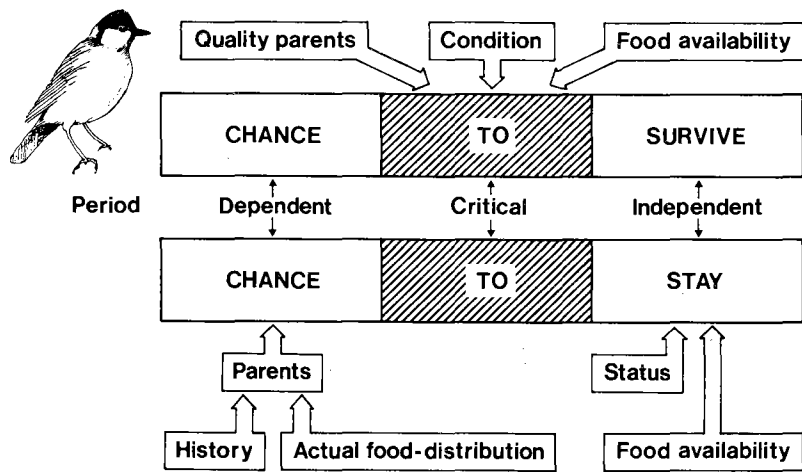 Quality parents Condition Food availability
CHANCE TO SURVIVE
Period Dependent Critical Independent
CHANCE TO STAY
Parents Status
History Actual food-distribution Food availability